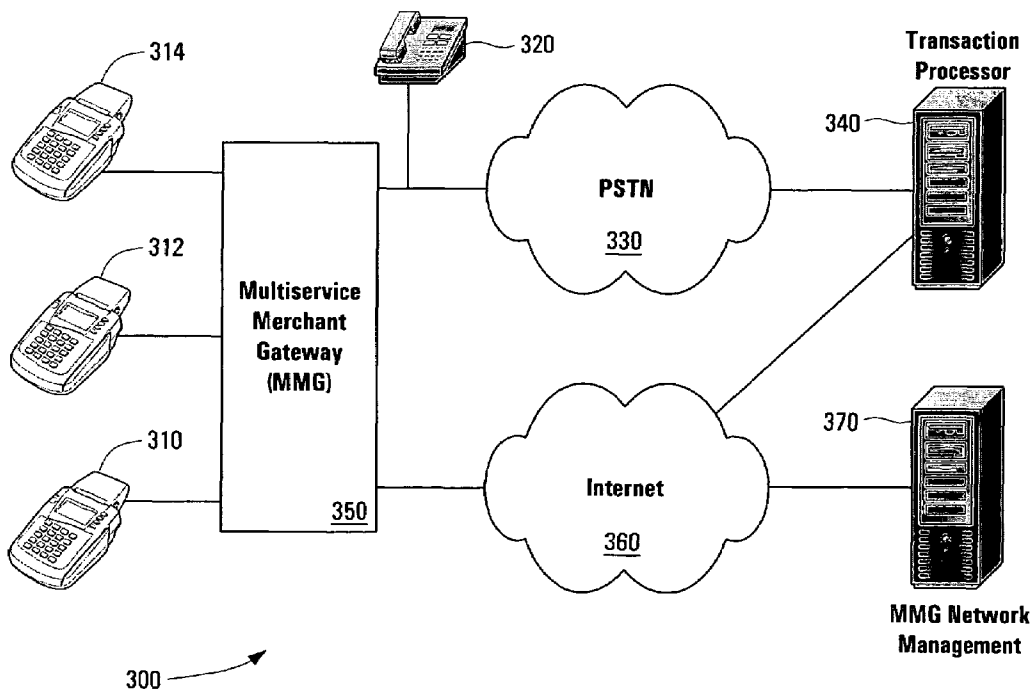 314
320
Transaction
Processor
340
PSTN
330
312
Multiservice
Merchant
Gateway
(MMG)
310
350
Internet
360
370
MMG Network
Management
300